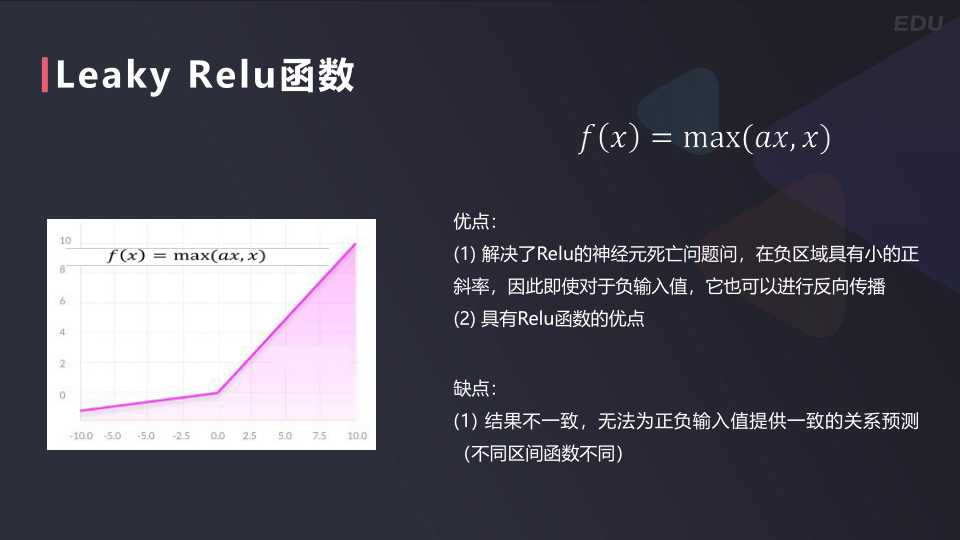 EDU
Leaky Relu函数
f(x) = max(ax, x)
10
f(x) = max(ax, x)
8
6
4
2
0
-10.0 -5.0 -5.0 -2.5 0.0 2.5 5.0 7.5 10.0
优点：
(1) 解决了Relu的神经元死亡问题问，在负区域具有小的正
斜率，因此即使对于负输入值，它也可以进行反向传播
(2) 具有Relu函数的优点
缺点：
(1) 结果不一致，无法为正负输入值提供一致的关系预测
（不同区间函数不同）